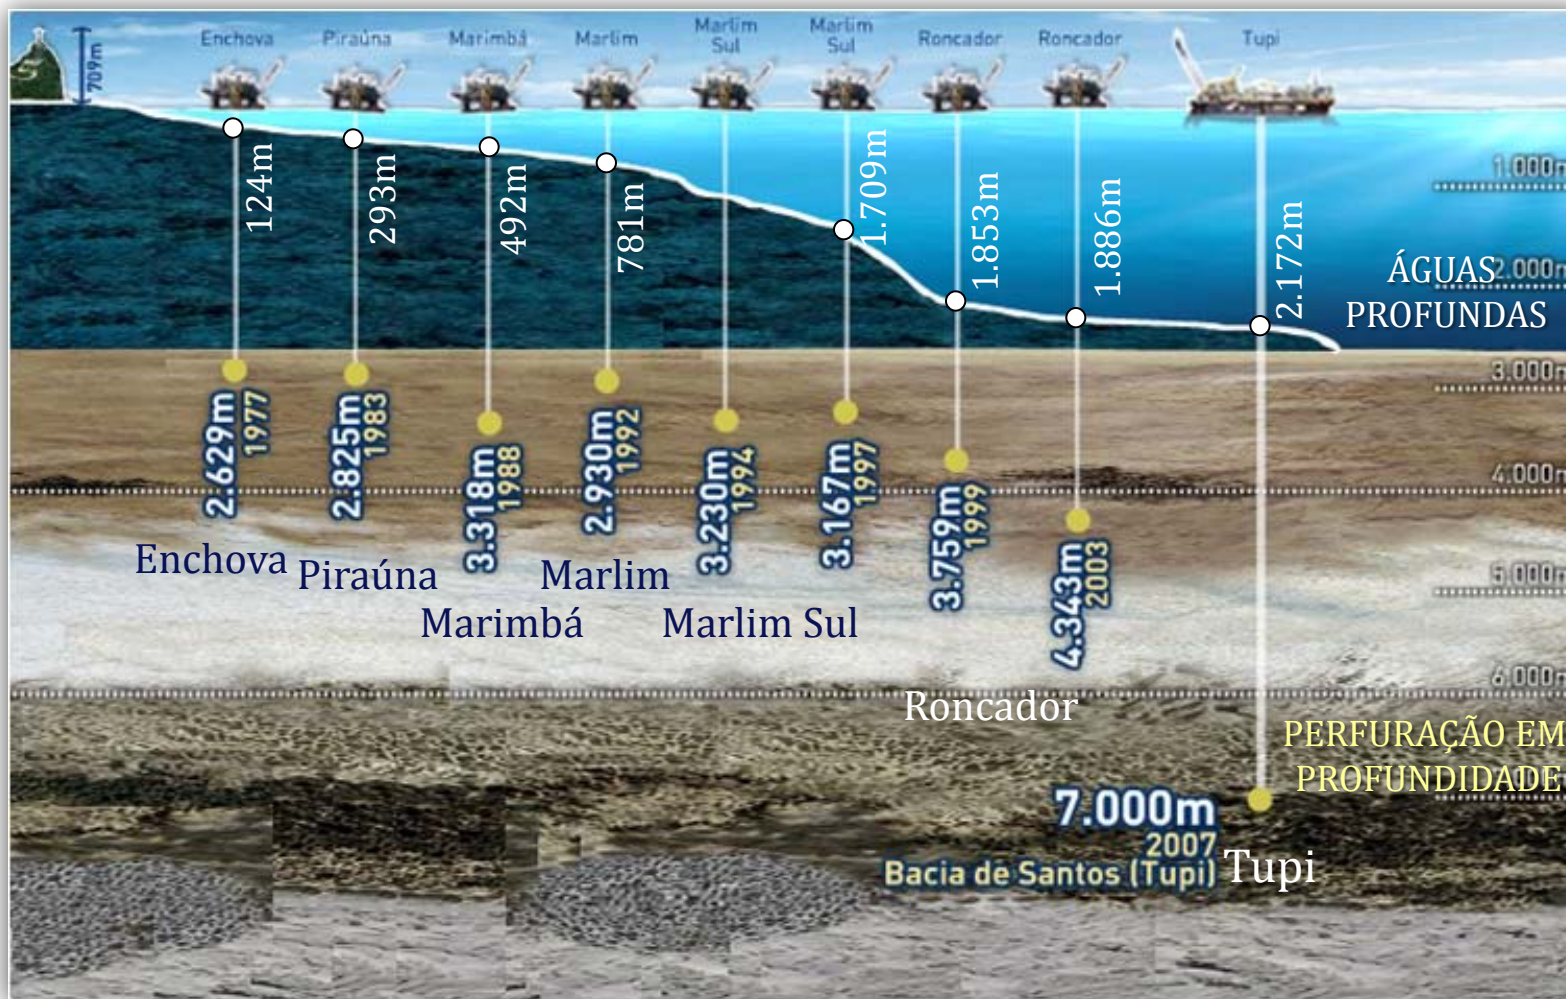 709m
Enchova
Piraúna
Marimbá
Marlim
Marlim
Sul
Marlim
Sul
Roncador
Roncador
Tupi
124m
293m
492m
781m
1.709m
1.853m
1.886m
2.172m
1.000m
ÁGUAS
PROFUNDAS
2.000m
3.000m
4.000m
5.000m
6.000m
2.629m
1977
2.825m
1983
3.318m
1988
2.930m
1992
3.230m
1994
3.167m
1997
3.759m
1999
4.343m
2003
Enchova
Piraúna
Marimbá
Marlim
Marlim Sul
Roncador
PERFURAÇÃO EM
PROFUNDIDADE
7.000m
2007
Bacia de Santos (Tupi)
Tupi